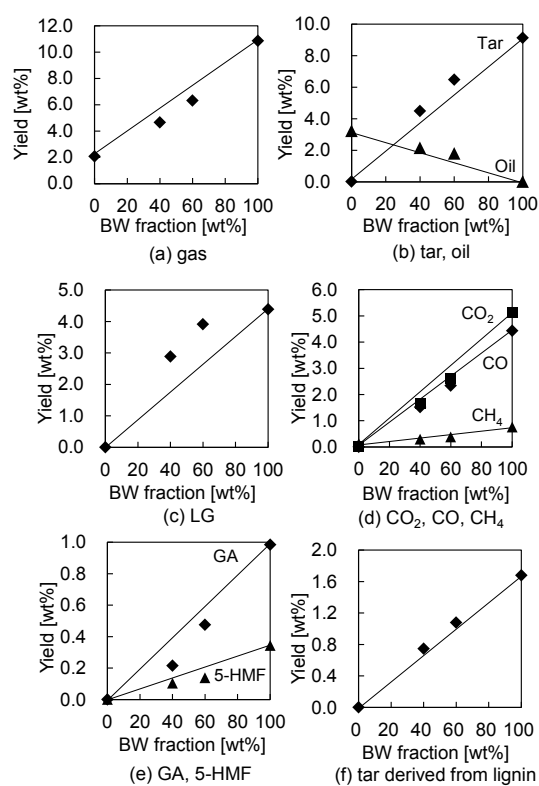 12.0
10.0
8.0
6.0
4.0
2.0
0.0
Yield [wt%]
0 20 40 60 80 100
BW fraction [wt%]
(a) gas
10.0
8.0
6.0
4.0
2.0
0.0
Yield [wt%]
Tar
Oil
0 20 40 60 80 100
BW fraction [wt%]
(b) tar, oil
5.0
4.0
3.0
2.0
1.0
0.0
Yield [wt%]
0 20 40 60 80 100
BW fraction [wt%]
(c) LG
6.0
5.0
4.0
3.0
2.0
1.0
0.0
Yield [wt%]
CO₂
CO
CH₄
0 20 40 60 80 100
BW fraction [wt%]
(d) CO₂, CO, CH₄
1.0
0.8
0.6
0.4
0.2
0.0
Yield [wt%]
GA
5-HMF
0 20 40 60 80 100
BW fraction [wt%]
(e) GA, 5-HMF
2.0
1.6
1.2
0.8
0.4
0.0
Yield [wt%]
0 20 40 60 80 100
BW fraction [wt%]
(f) tar derived from lignin